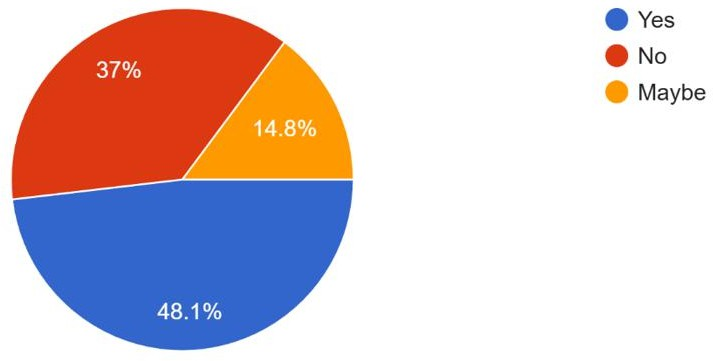 Yes
No
Maybe
37%
14.8%
48.1%